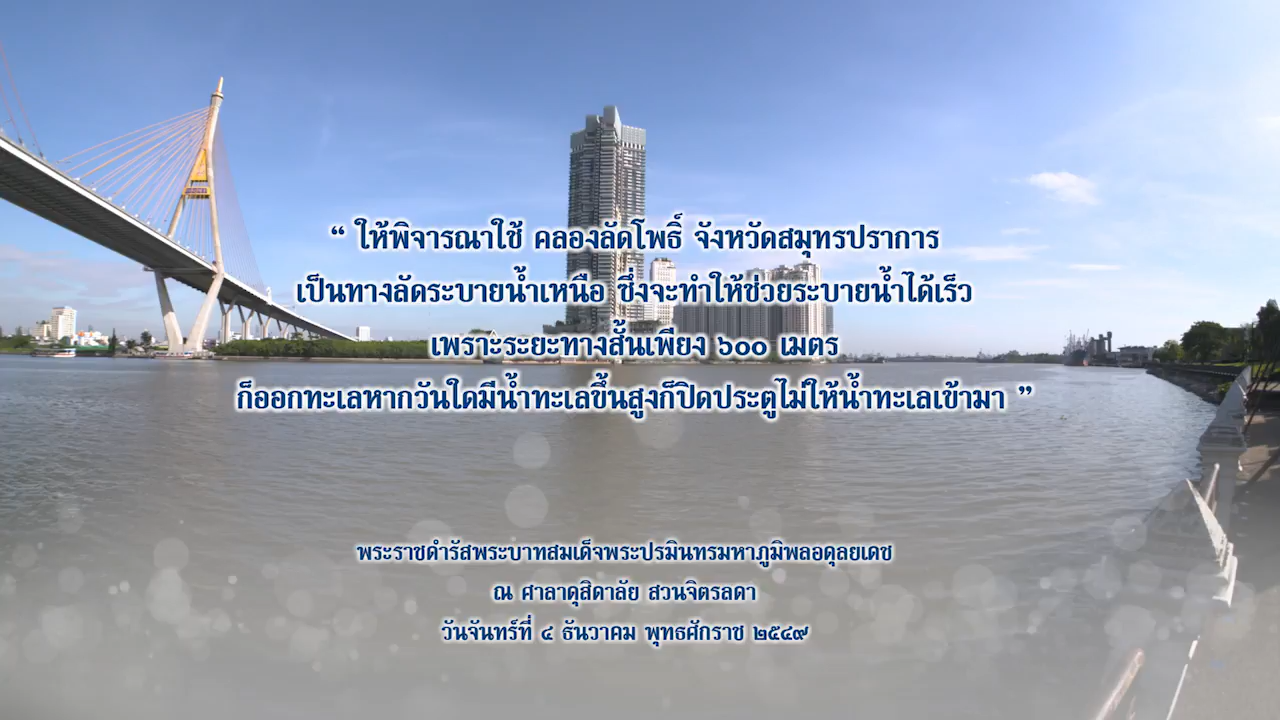 “ ให้พิจารณาใช้ คลองลัดโพธิ์ จังหวัดสมุทรปราการ
เป็นทางลัดระบายน้ำเหนือ ซึ่งจะทำให้ช่วยระบายน้ำได้เร็ว
เพราะระยะทางสั้นเพียง ๖๐๐ เมตร
ก็ออกทะเลหากวันใดมีน้ำทะเลขึ้นสูงก็ปิดประตูไม่ให้น้ำทะเลเข้ามา ”
พระราชดำรัสพระบาทสมเด็จพระปรมินทรมหาภูมิพลอดุลยเดช
ณ ศาลาดุสิดาลัย สวนจิตรลดา
วันจันทร์ที่ ๔ ธันวาคม พุทธศักราช ๒๕๔๙